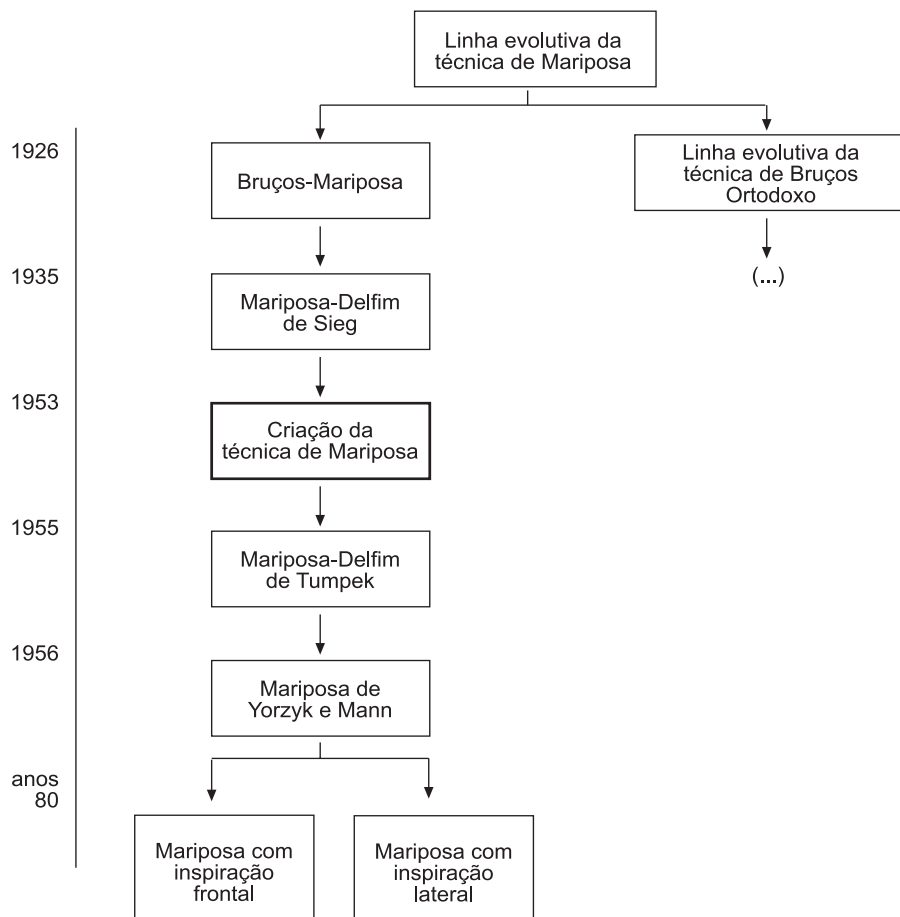 Linha evolutiva da
técnica de Mariposa
1926
Bruços-Mariposa
Linha evolutiva da
técnica de Bruços
Ortodoxo
1935
Mariposa-Delfim
de Sieg
(...)
1953
Criação da
técnica de Mariposa
1955
Mariposa-Delfim
de Tumpek
1956
Mariposa de
Yorzyk e Mann
anos
80
Mariposa com
inspiração
frontal
Mariposa com
inspiração
lateral